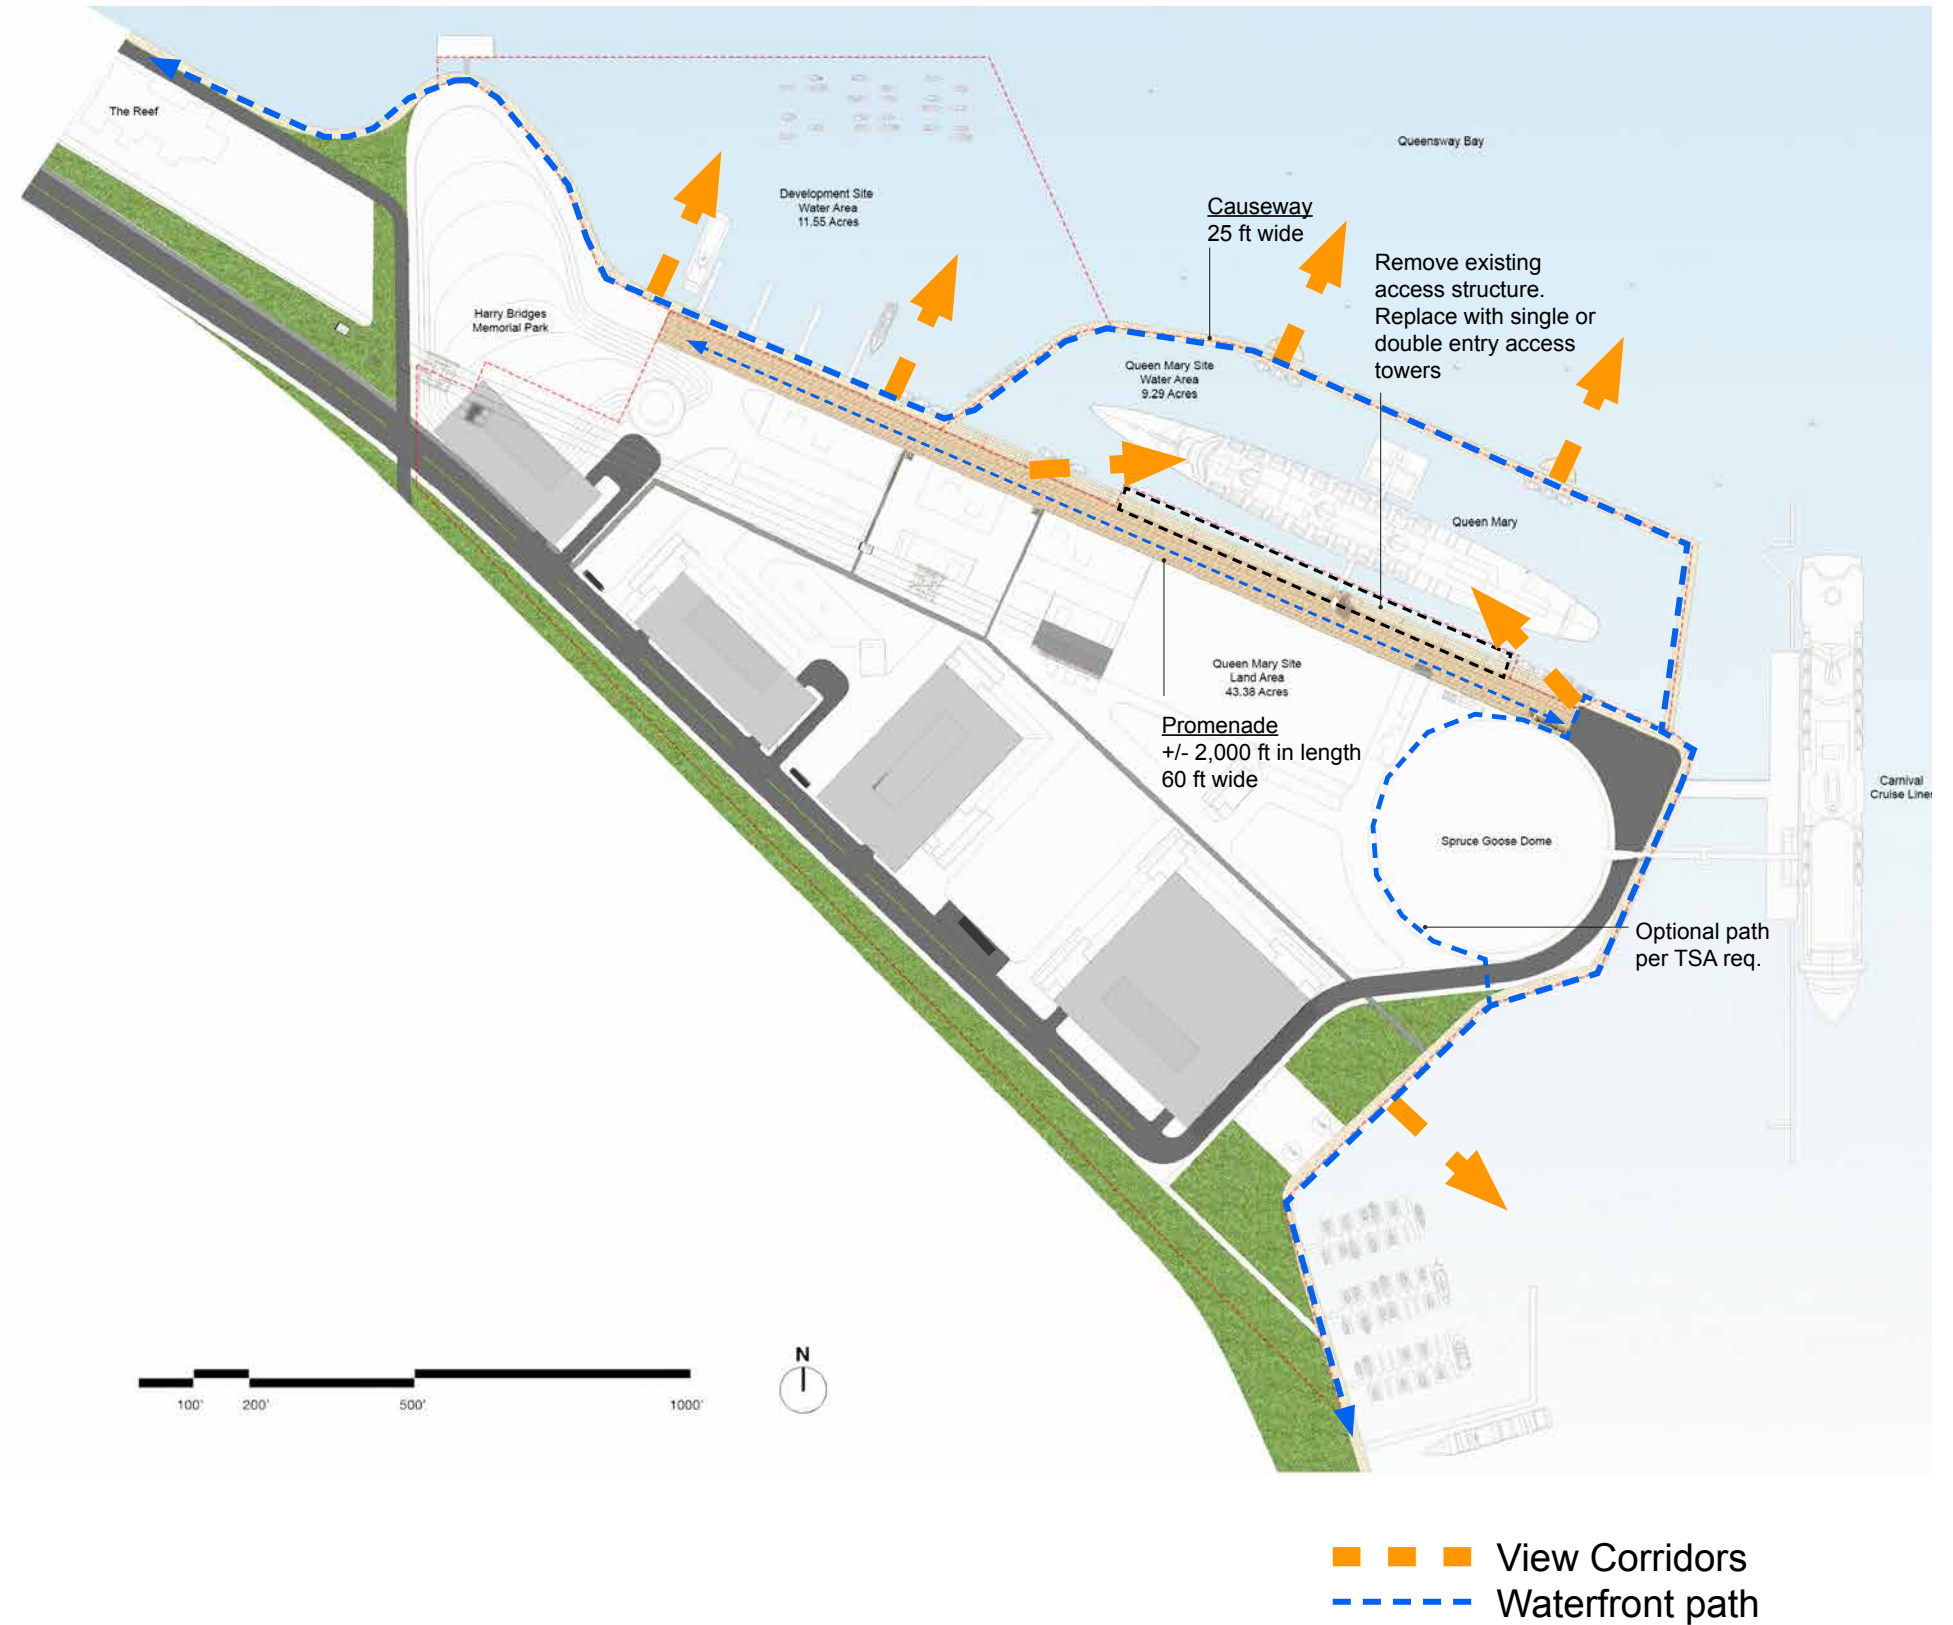 The Reef
Queensway Bay
Development Site
Water Area
11.55 Acres
Causeway
25 ft wide
Remove existing
access structure.
Replace with single or
double entry access
towers
Harry Bridges
Memorial Park
Queen Mary Site
Water Area
9.29 Acres
Queen Mary
Queen Mary Site
Land Area
43.38 Acres
Promenade
+/- 2,000 ft in length
60 ft wide
Carnival
Cruise Lines
Spruce Goose Dome
Optional path
per TSA req.
N
100' 200' 500' 1000'
View Corridors
Waterfront path